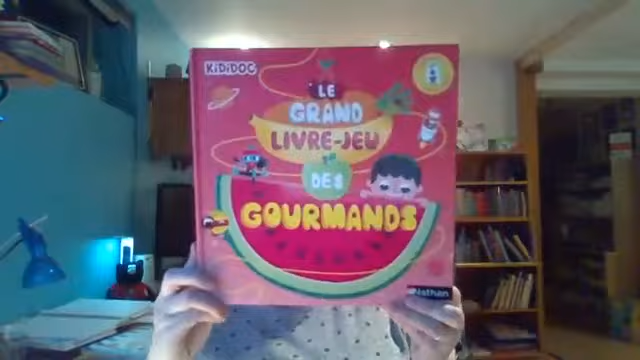 KiDiDOC
LE
GRAND
LIVRE-JEU
DES
GOURMANDS
Nathan